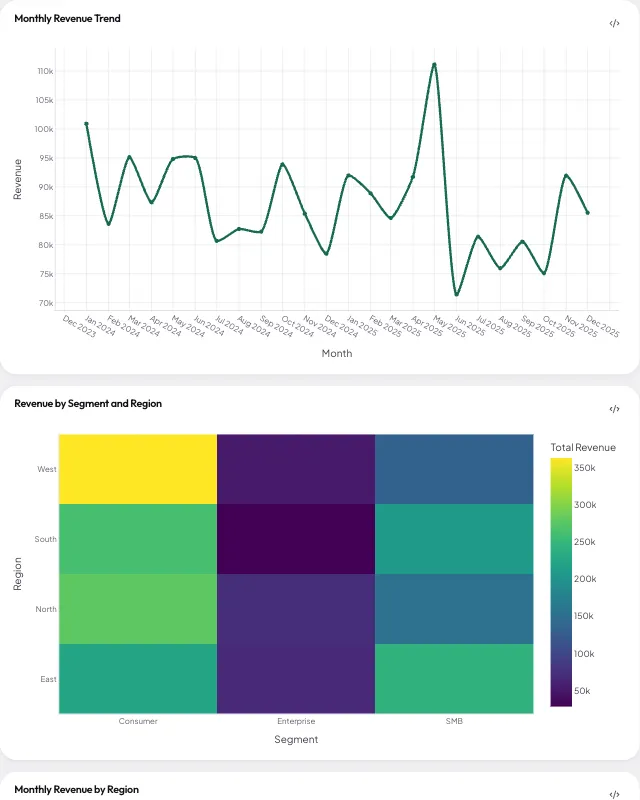 Monthly Revenue Trend
</>
110k
105k
100k
95k
90k
85k
80k
75k
70k
Revenue
Dec 2023
Jan 2024
Feb 2024
Mar 2024
Apr 2024
May 2024
Jun 2024
Jul 2024
Aug 2024
Sep 2024
Oct 2024
Nov 2024
Dec 2024
Jan 2025
Feb 2025
Mar 2025
Apr 2025
May 2025
Jun 2025
Jul 2025
Aug 2025
Sep 2025
Oct 2025
Nov 2025
Dec 2025
Month
Revenue by Segment and Region
</>
West
South
North
East
Region
Consumer
Enterprise
SMB
Segment
Total Revenue
350k
300k
250k
200k
150k
100k
50k
Monthly Revenue by Region
</>